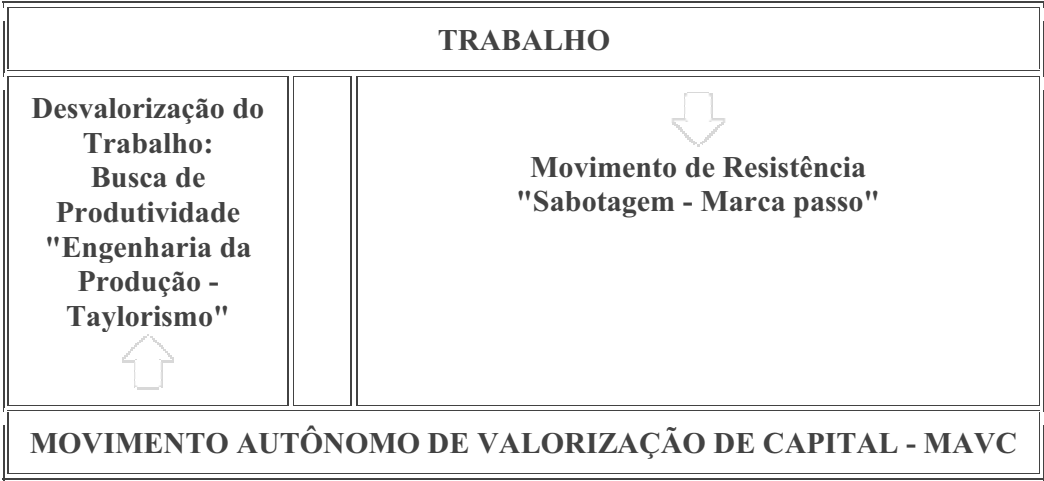 TRABALHO
Desvalorização do
Trabalho:
Busca de
Produtividade
"Engenharia da
Produção -
Taylorismo"
Movimento de Resistência
"Sabotagem - Marca passo"
MOVIMENTO AUTÔNOMO DE VALORIZAÇÃO DE CAPITAL - MAVC